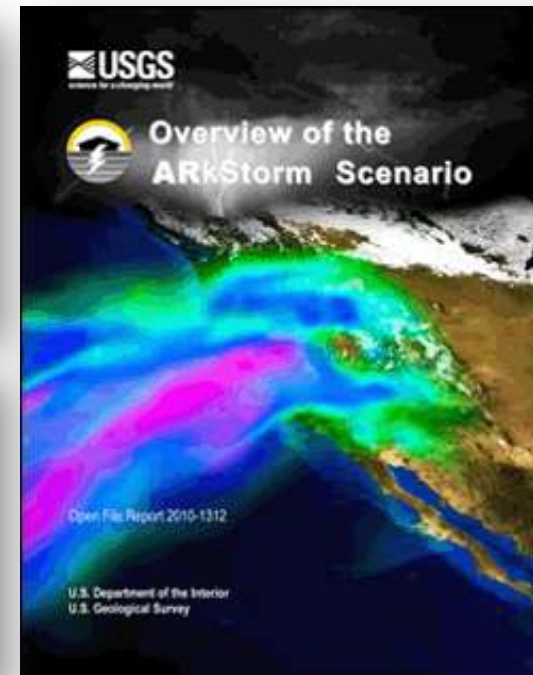 USGS
science for a changing world
Overview of the
ARkStorm Scenario
Open File Report 2010-1312
U.S. Department of the Interior
U.S. Geological Survey